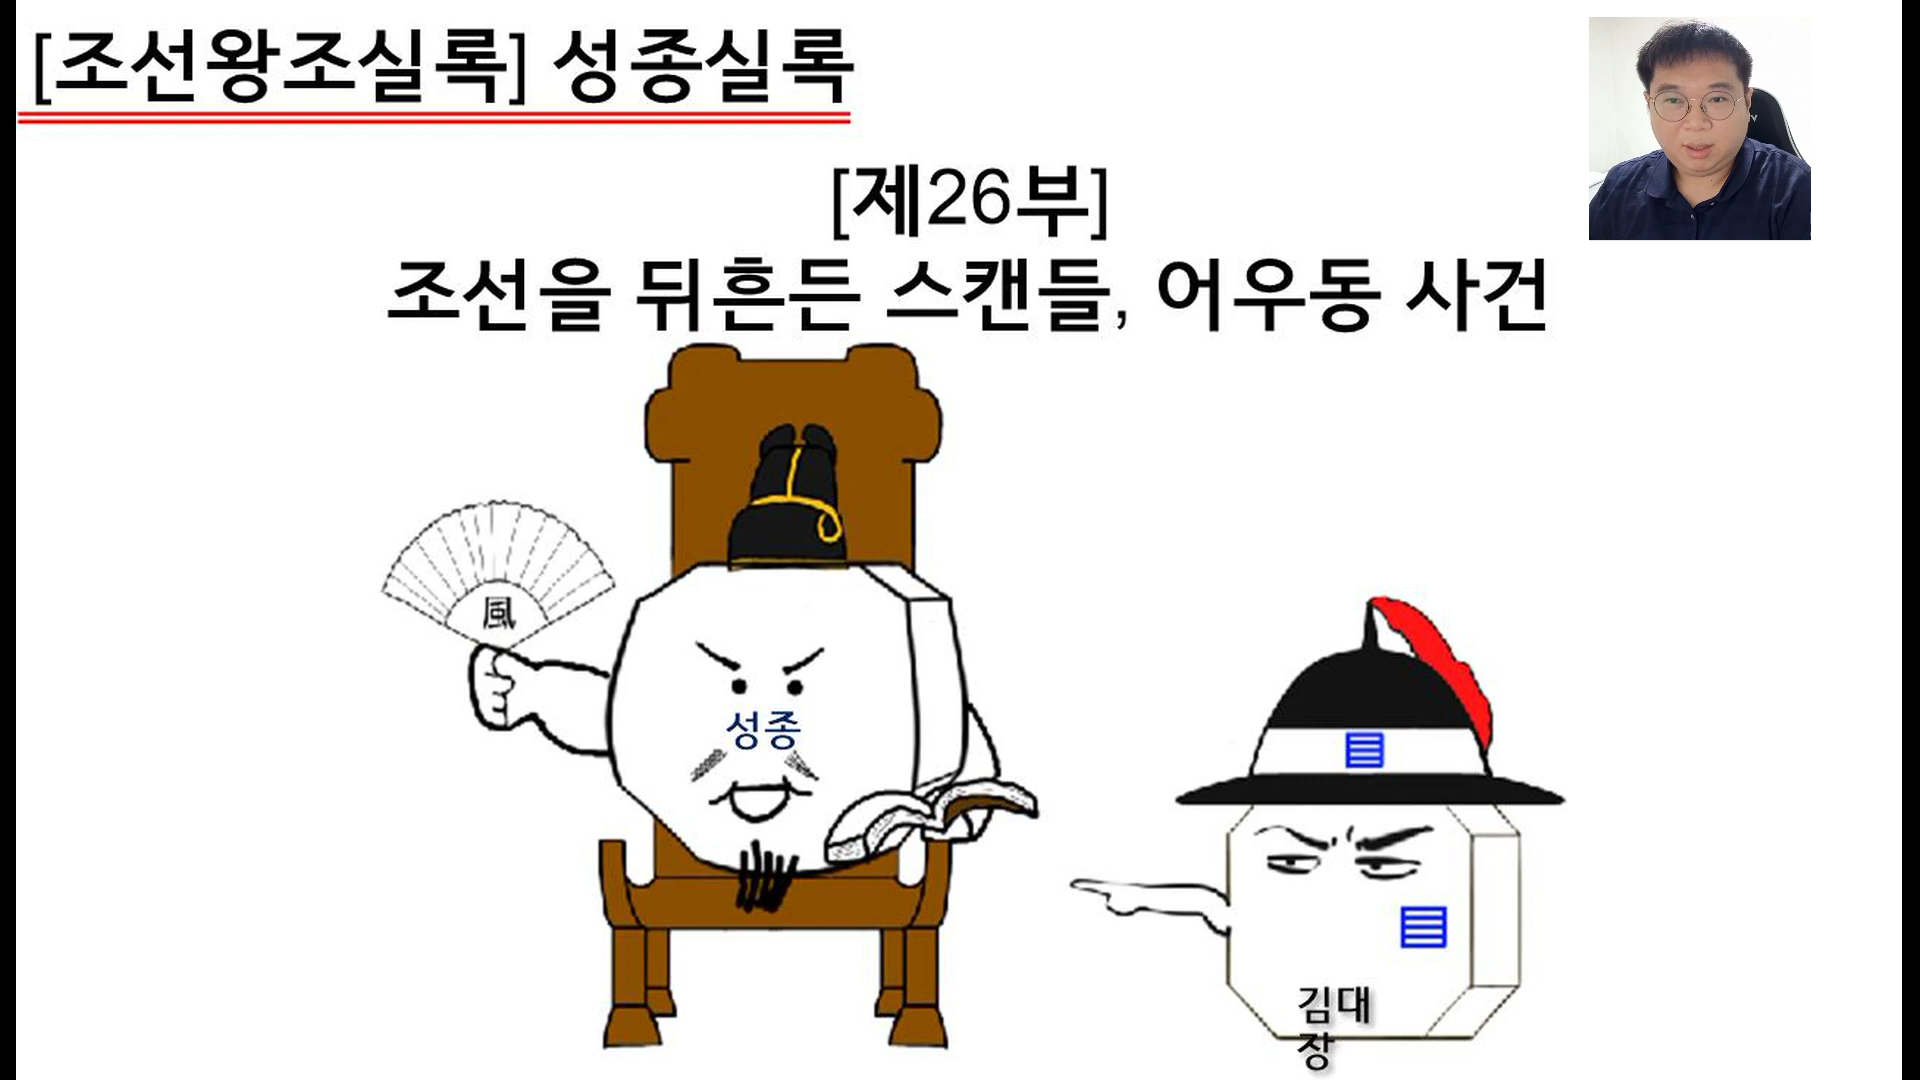 [조선왕조실록] 성종실록
[제26부]
조선을 뒤흔든 스캔들, 어우동 사건
風
성종
김대
장